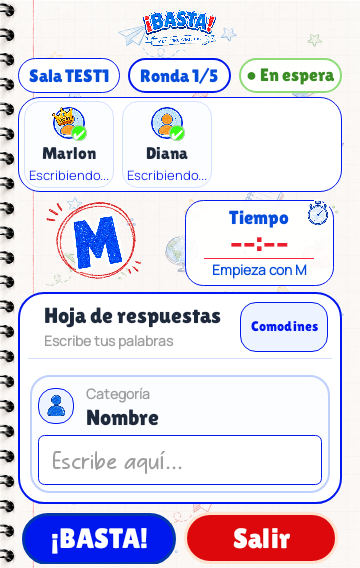 ¡BASTA!
Sala TEST1
Ronda 1/5
En espera
Marlon
Escribiendo...
Diana
Escribiendo...
M
Tiempo
--:--
Empieza con M
Hoja de respuestas
Escribe tus palabras
Comodines
Categoría
Nombre
Escribe aquí...
¡BASTA!
Salir